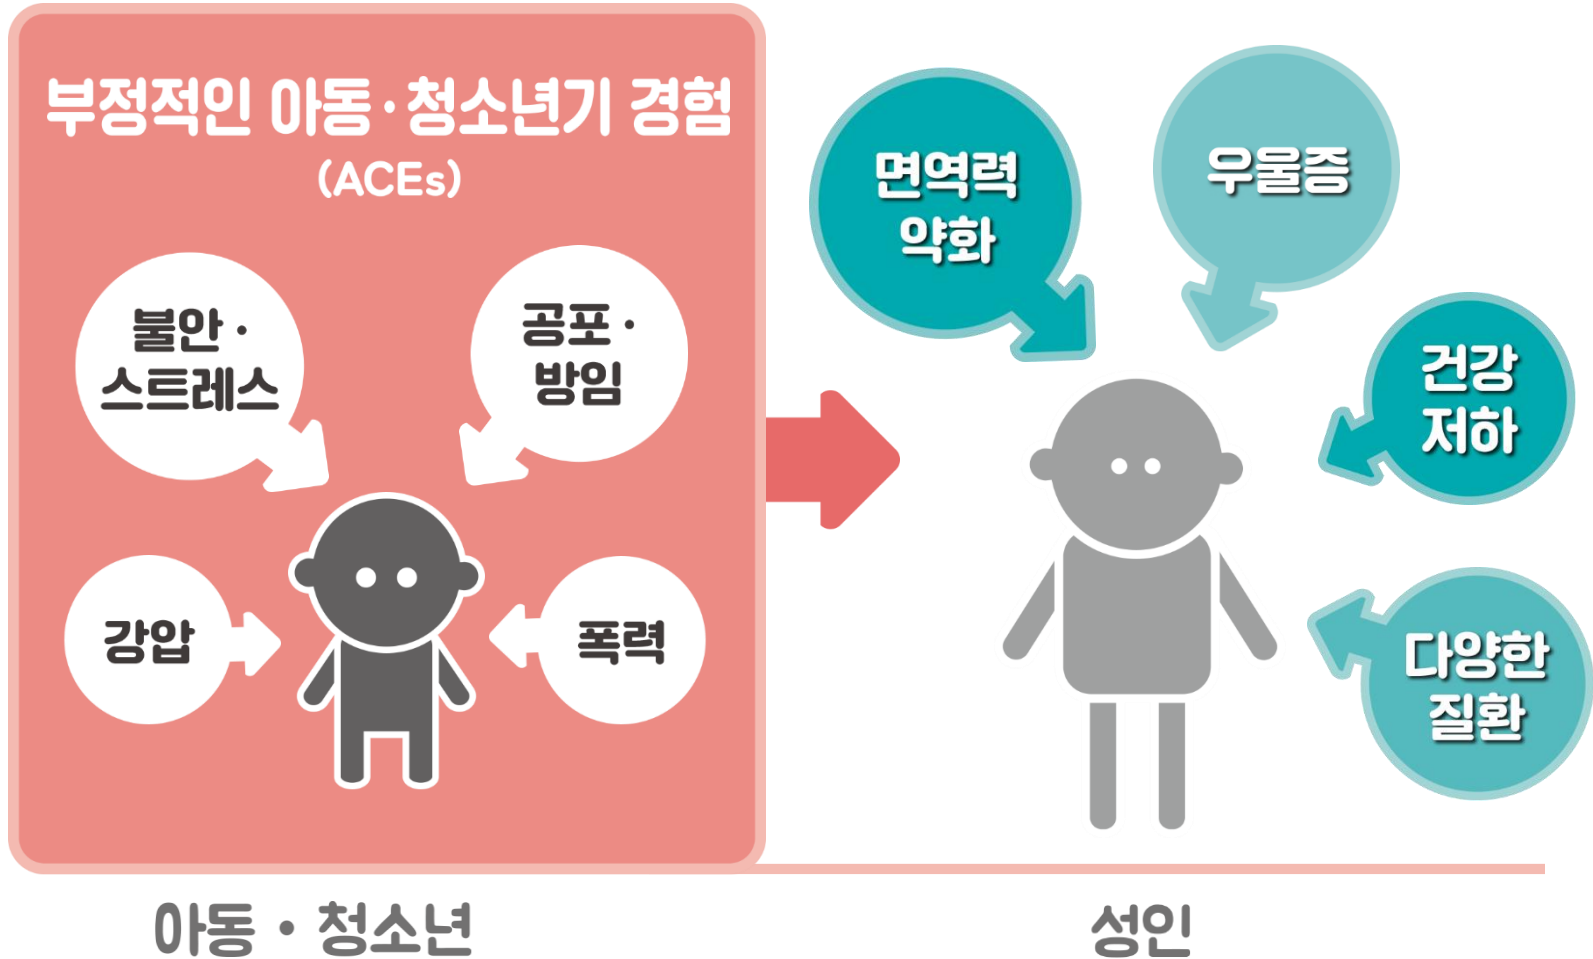 부정적인 아동·청소년기 경험
(ACEs)
불안·
스트레스
공포·
방임
강압
폭력
아동·청소년
면역력
약화
우울증
건강
저하
다양한
질환
성인